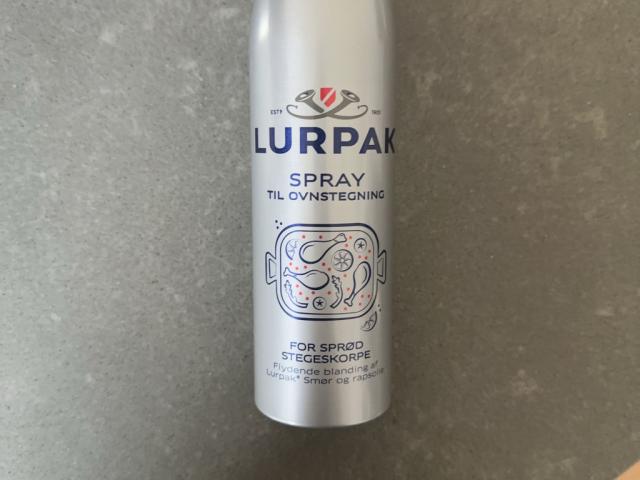 ESTD 1901
LURPAK
SPRAY
TIL OVNSTEGNING
FOR SPRØD
STEGESKORPE
Flydende blanding af
Lurpak® Smør og rapsolie